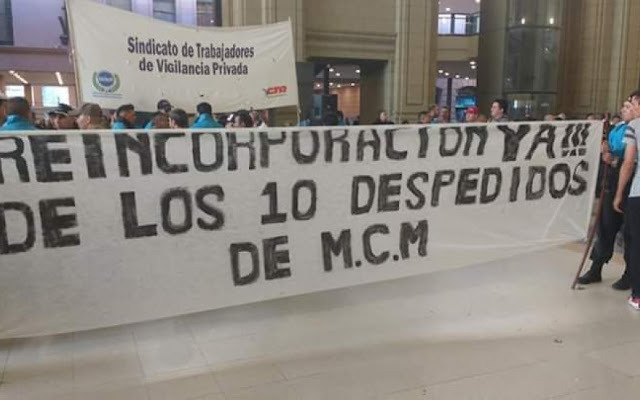 Sindicato de Trabajadores
de Vigilancia Privada
REINCORPORACION YA!!!
DE LOS 10 DESPEDIDOS
DE M.C.M